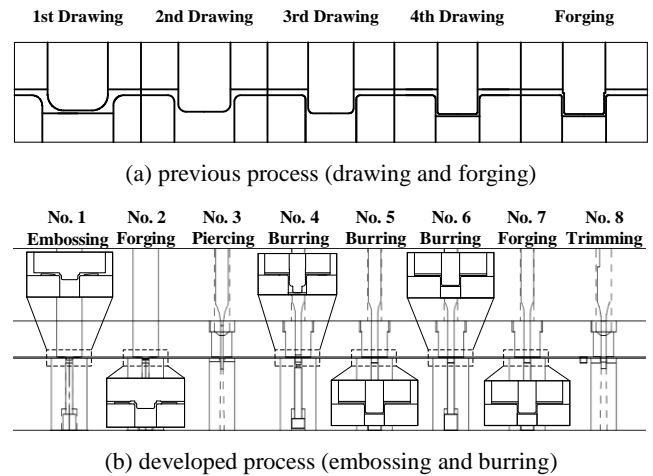 1st Drawing 2nd Drawing 3rd Drawing 4th Drawing Forging
(a) previous process (drawing and forging)
No. 1 No. 2 No. 3 No. 4 No. 5 No. 6 No. 7 No. 8
Embossing Forging Piercing Burring Burring Burring Forging Trimming
(b) developed process (embossing and burring)